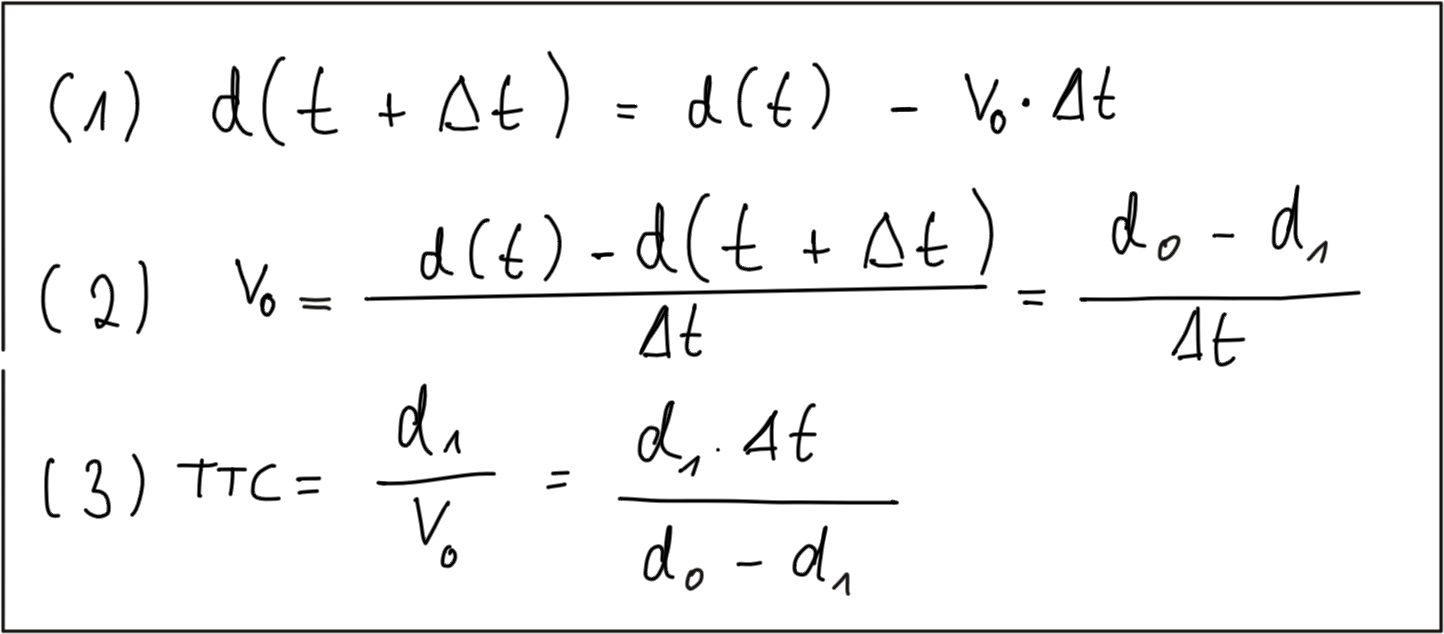 (1) d(t + Δt) = d(t) - V₀ · Δt
(2) V₀ = (d(t) - d(t + Δt)) / Δt = (d₀ - d₁) / Δt
(3) TTC = d₁ / V₀ = (d₁ · Δt) / (d₀ - d₁)